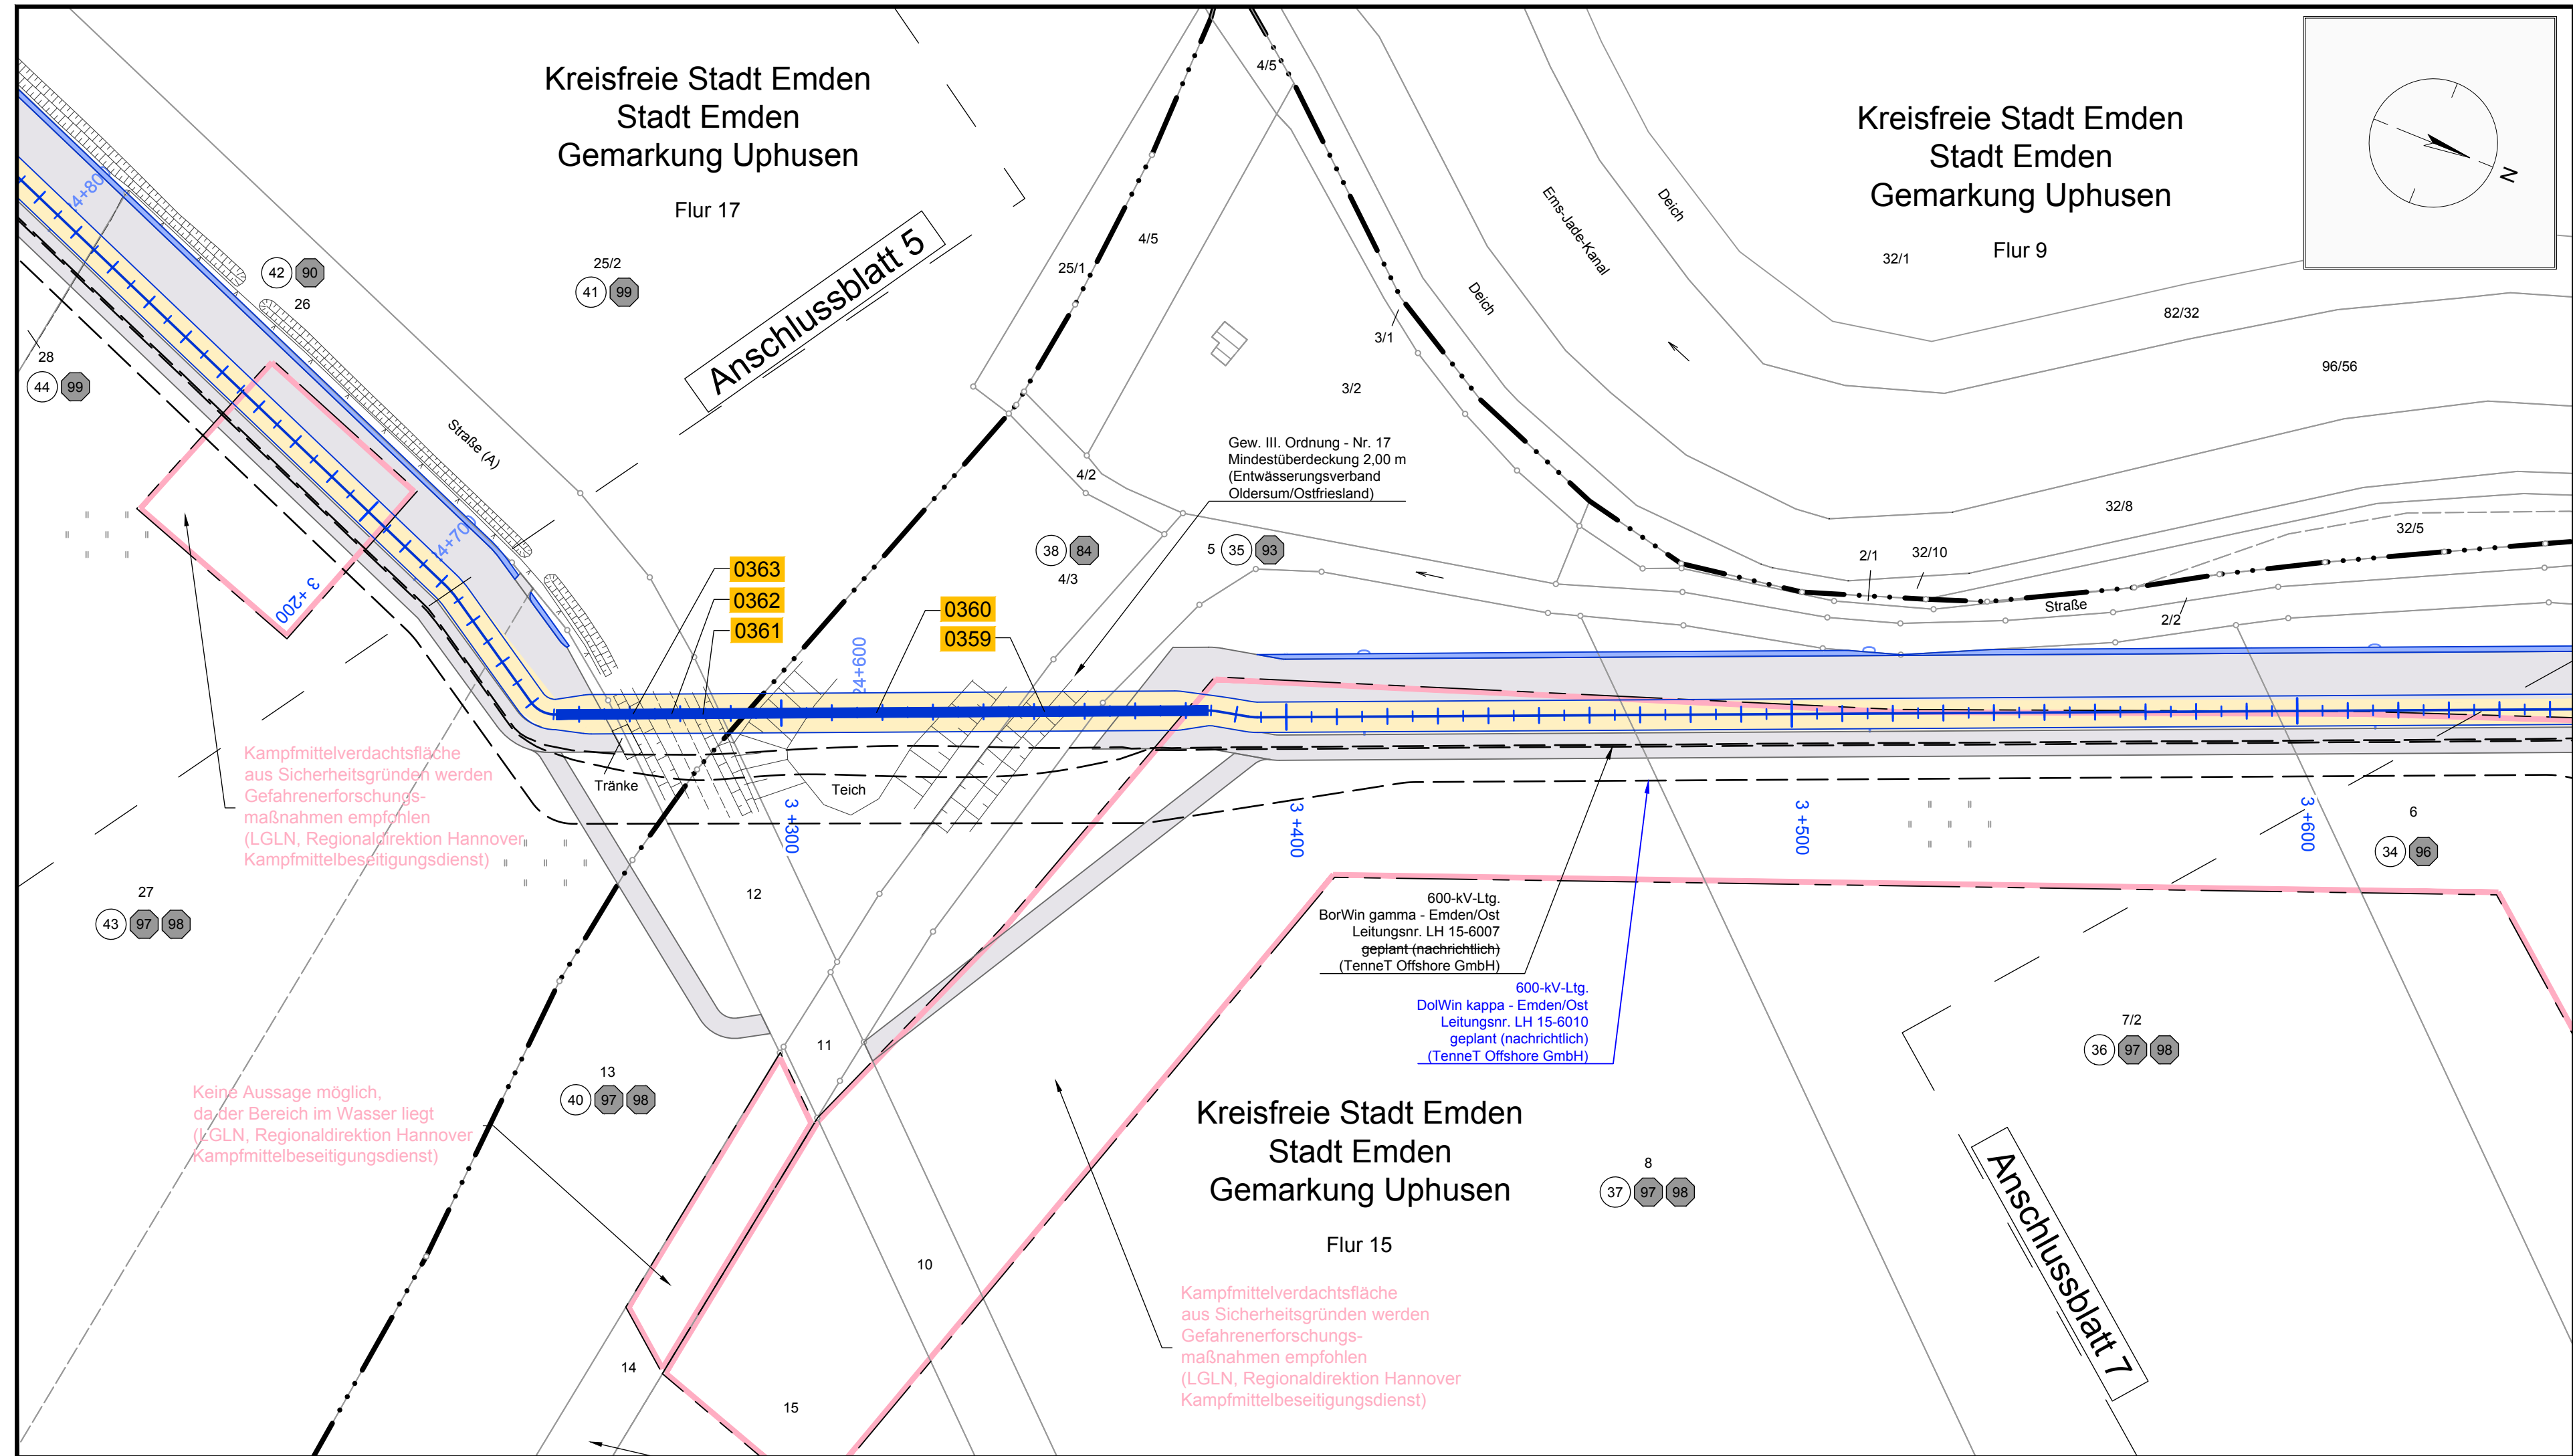 Kreisfreie Stadt Emden
Stadt Emden
Gemarkung Uphusen
Flur 17
Kreisfreie Stadt Emden
Stadt Emden
Gemarkung Uphusen
Flur 9
N
4/5
4/5
25/1
Anschlussblatt 5
25/2
41 99
42 90
26
4+80
28
44 99
Straße (A)
4+700
3 +200
Ems-Jade-Kanal
Deich
Deich
32/1
82/32
96/56
32/8
32/5
32/10
2/1
2/2
Straße
3/1
3/2
4/2
Gew. III. Ordnung - Nr. 17
Mindestüberdeckung 2,00 m
(Entwässerungsverband
Oldersum/Ostfriesland)
38 84
4/3
5 35 93
0363
0362
0361
0360
0359
24+600
Tränke
Teich
3 +300
3 +400
3 +500
3 +600
6
34 96
Kampfmittelverdachtsfläche
aus Sicherheitsgründen werden
Gefahrenerforschungs-
maßnahmen empfohlen
(LGLN, Regionaldirektion Hannover
Kampfmittelbeseitigungsdienst)
27
43 97 98
12
600-kV-Ltg.
BorWin gamma - Emden/Ost
Leitungsnr. LH 15-6007
geplant (nachrichtlich)
(TenneT Offshore GmbH)
600-kV-Ltg.
DolWin kappa - Emden/Ost
Leitungsnr. LH 15-6010
geplant (nachrichtlich)
(TenneT Offshore GmbH)
7/2
36 97 98
11
13
40 97 98
Keine Aussage möglich,
da der Bereich im Wasser liegt
(LGLN, Regionaldirektion Hannover
Kampfmittelbeseitigungsdienst)
Kreisfreie Stadt Emden
Stadt Emden
Gemarkung Uphusen
Flur 15
8
37 97 98
Anschlussblatt 7
10
Kampfmittelverdachtsfläche
aus Sicherheitsgründen werden
Gefahrenerforschungs-
maßnahmen empfohlen
(LGLN, Regionaldirektion Hannover
Kampfmittelbeseitigungsdienst)
14
15